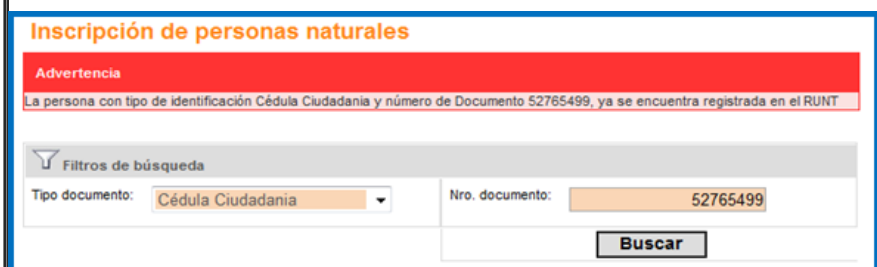 Inscripción de personas naturales
Advertencia
La persona con tipo de identificación Cédula Ciudadania y número de Documento 52765499, ya se encuentra registrada en el RUNT
Filtros de búsqueda
Tipo documento: Cédula Ciudadania Nro. documento: 52765499
Buscar